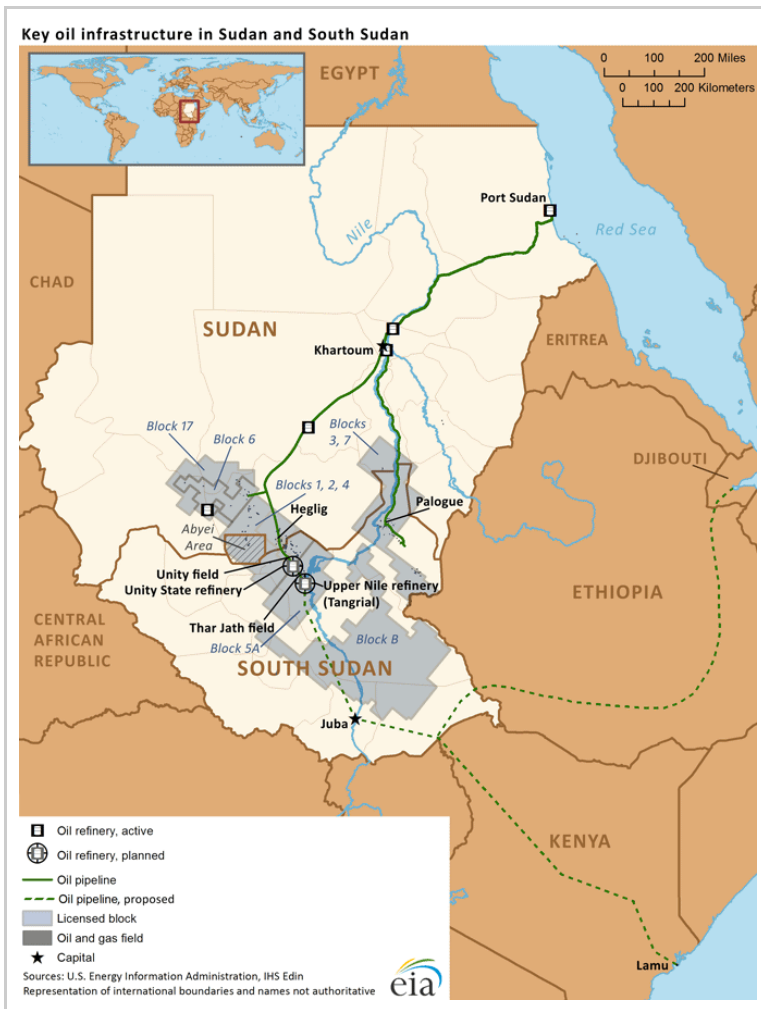 Key oil infrastructure in Sudan and South Sudan
EGYPT
0 100 200 Miles
0 100 200 Kilometers
Port Sudan
Nile
Red Sea
CHAD
SUDAN
Khartoum
ERITREA
Block 17
Block 6
Blocks
3, 7
Blocks 1, 2, 4
DJIBOUTI
Heglig
Palogue
Abyei
Area
Unity field
Unity State refinery
Upper Nile refinery
(Tangrial)
ETHIOPIA
Thar Jath field
CENTRAL
AFRICAN
REPUBLIC
Block 5A
Block B
SOUTH SUDAN
Juba
KENYA
Lamu
Oil refinery, active
Oil refinery, planned
Oil pipeline
Oil pipeline, proposed
Licensed block
Oil and gas field
Capital
Sources: U.S. Energy Information Administration, IHS Edin
Representation of international boundaries and names not authoritative
eia